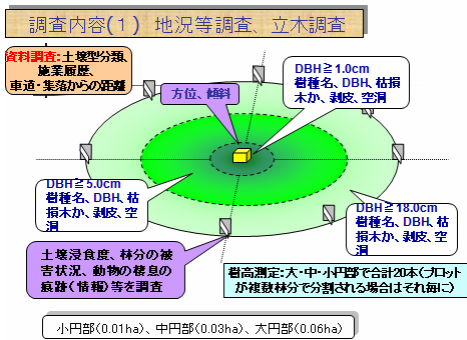 調査内容(1) 地況等調査、立木調査
資料調査:土壌型分類、
施業履歴、
車道・集落からの距離
方位、傾斜
DBH≧1.0cm
樹種名、DBH、枯損
木か、剥皮、空洞
DBH≧5.0cm
樹種名、DBH、枯
損木か、剥皮、空
洞
DBH≧18.0cm
樹種名、DBH、枯
損木か、剥皮、空
洞
土壌浸食度、林分の被
害状況、動物の棲息の
痕跡(情報)等を調査
樹高測定:大・中・小円部で合計20本(プロット
が複数林分で分割される場合はそれ毎に)
小円部(0.01ha)、中円部(0.03ha)、大円部(0.06ha)